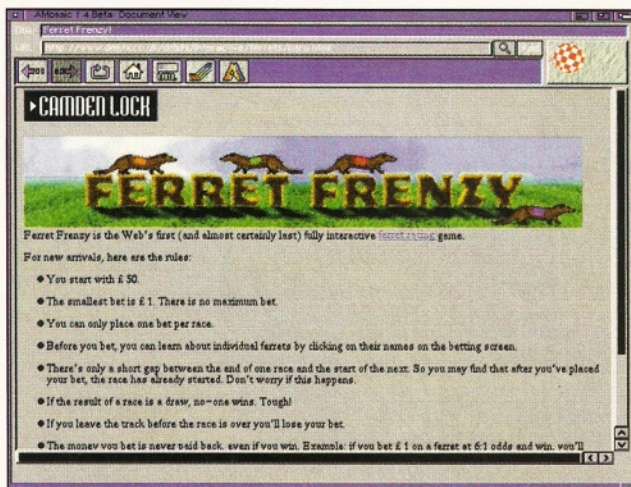 AMosaic 1.4 Beta: Document View
Title Ferret Frenzy!
URL
CAMDEN LOCK
FERRET FRENZY
Ferret Frenzy is the Web's first (and almost certainly last) fully interactive ferret racing game.
For new arrivals, here are the rules:
You start with £ 50.
The smallest bet is £ 1. There is no maximum bet.
You can only place one bet per race.
Before you bet, you can learn about individual ferrets by clicking on their names on the betting screen.
There's only a short gap between the end of one race and the start of the next. So you may find that after you've placed
your bet, the race has already started. Don't worry if this happens.
If the result of a race is a draw, no-one wins. Tough!
If you leave the track before the race is over you'll lose your bet.
The money you bet is never paid back, even if you win. Example: if you bet £ 1 on a ferret at 6:1 odds and win, you'll